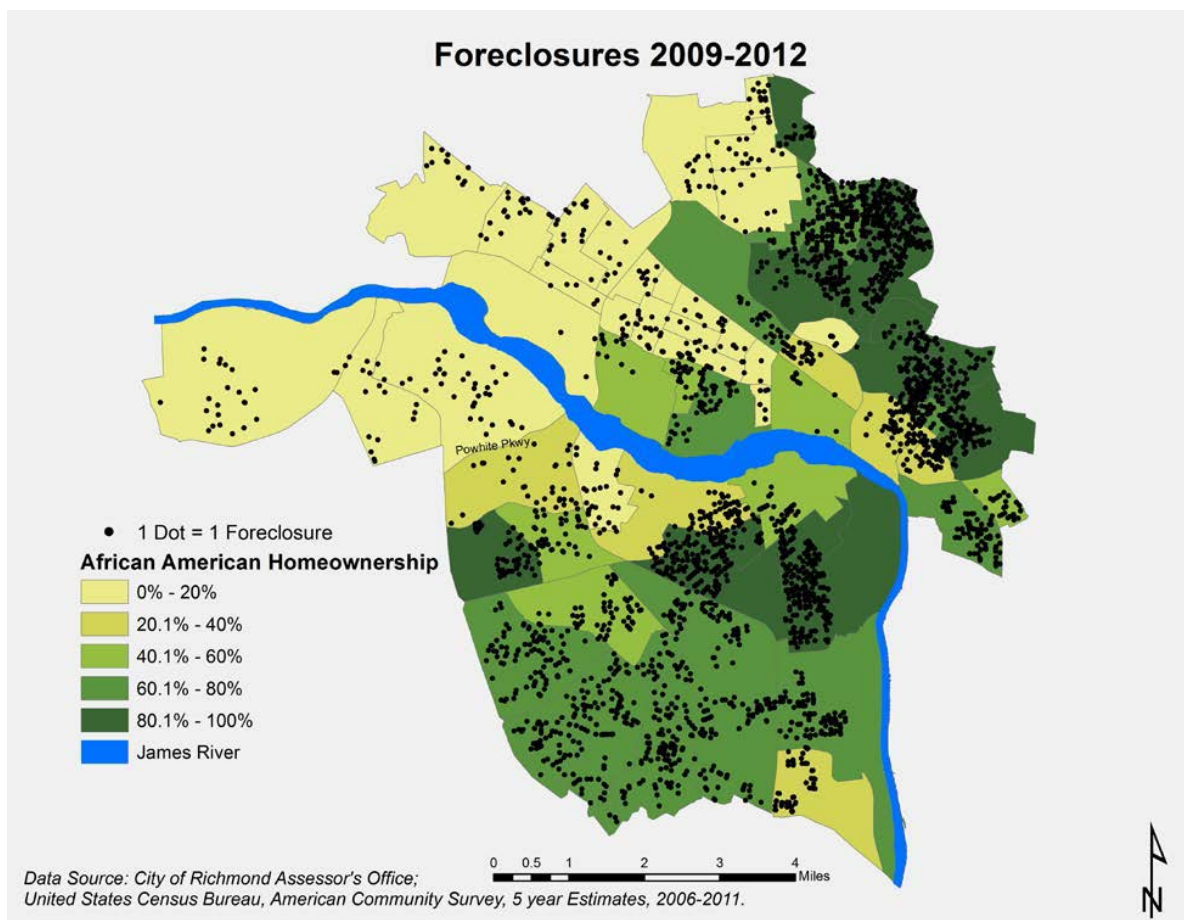 Foreclosures 2009-2012
Powhite Pkwy
1 Dot = 1 Foreclosure
African American Homeownership
0% - 20%
20.1% - 40%
40.1% - 60%
60.1% - 80%
80.1% - 100%
James River
0 0.5 1 2 3 4
Miles
Data Source: City of Richmond Assessor's Office;
United States Census Bureau, American Community Survey, 5 year Estimates, 2006-2011.
N